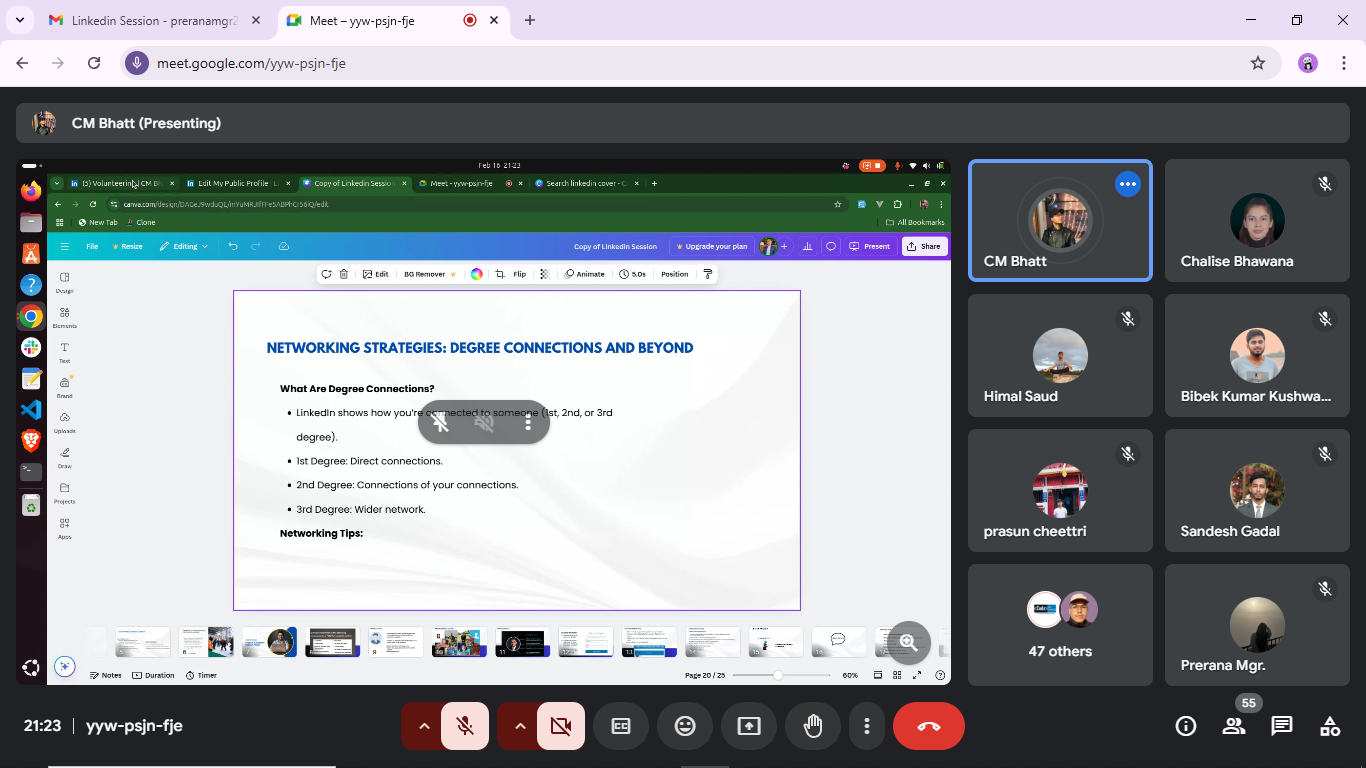 Linkedin Session - preranamgr2
Meet – yyw-psjn-fje
meet.google.com/yyw-psjn-fje
CM Bhatt (Presenting)
Feb 16 21:23
(5) Volunteering | CM Bh
Edit My Public Profile
Copy of Linkedin Session
Meet - yyw-psjn-fje
Search linkedin cover - C
canva.com/design/
New Tab
Clone
All Bookmarks
File
Resize
Editing
Copy of Linkedin Session
Upgrade your plan
Present
Share
Edit
BG Remover
Flip
Animate
5.0s
Position
Design
Elements
Text
Brand
Uploads
Draw
Projects
Apps
NETWORKING STRATEGIES: DEGREE CONNECTIONS AND BEYOND
What Are Degree Connections?
• LinkedIn shows how you're connected to someone (1st, 2nd, or 3rd
degree).
• 1st Degree: Direct connections.
• 2nd Degree: Connections of your connections.
• 3rd Degree: Wider network.
Networking Tips:
Notes
Duration
Timer
Page 20 / 25
60%
CM Bhatt
Chalise Bhawana
Himal Saud
Bibek Kumar Kushwa...
prasun cheettri
Sandesh Gadal
47 others
Prerana Mgr.
21:23
yyw-psjn-fje
55